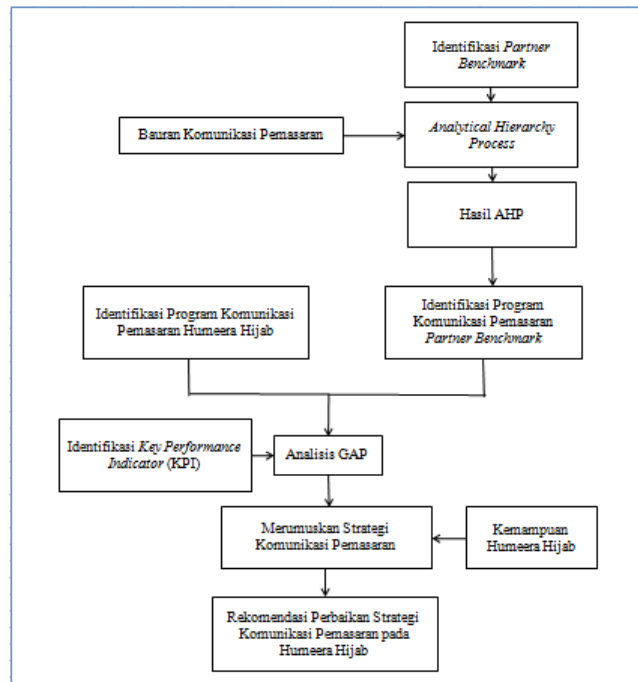 Identifikasi Partner
Benchmark
Bauran Komunikasi Pemasaran
Analytical Hierarchy
Process
Hasil AHP
Identifikasi Program Komunikasi
Pemasaran Humeera Hijab
Identifikasi Program
Komunikasi Pemasaran
Partner Benchmark
Identifikasi Key Performance
Indicator (KPI)
Analisis GAP
Merumuskan Strategi
Komunikasi Pemasaran
Kemampuan
Humeera Hijab
Rekomendasi Perbaikan Strategi
Komunikasi Pemasaran pada
Humeera Hijab